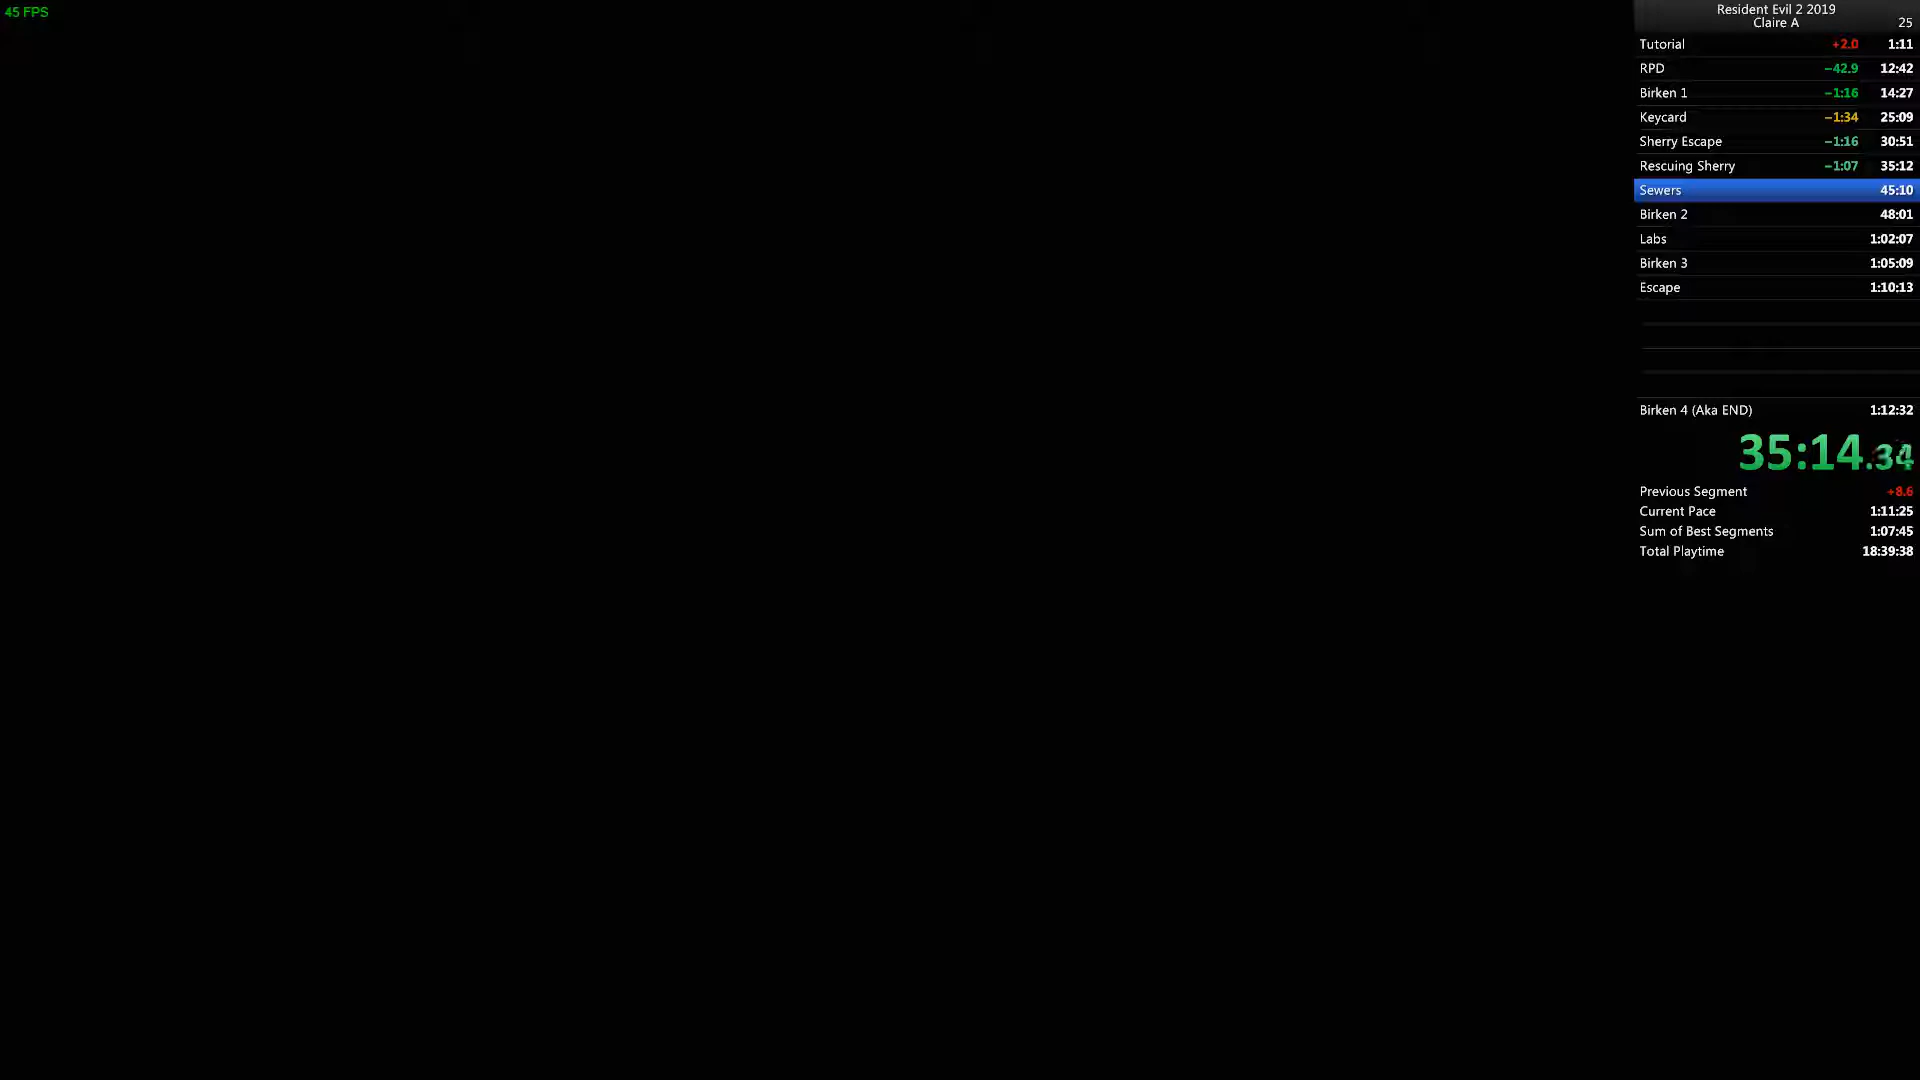 45 FPS
Resident Evil 2 2019
Claire A 25
Tutorial +2.0 1:11
RPD −42.9 12:42
Birken 1 −1:16 14:27
Keycard −1:34 25:09
Sherry Escape −1:16 30:51
Rescuing Sherry −1:07 35:12
Sewers 45:10
Birken 2 48:01
Labs 1:02:07
Birken 3 1:05:09
Escape 1:10:13
Birken 4 (Aka END) 1:12:32
35:14.34
Previous Segment +8.6
Current Pace 1:11:25
Sum of Best Segments 1:07:45
Total Playtime 18:39:38